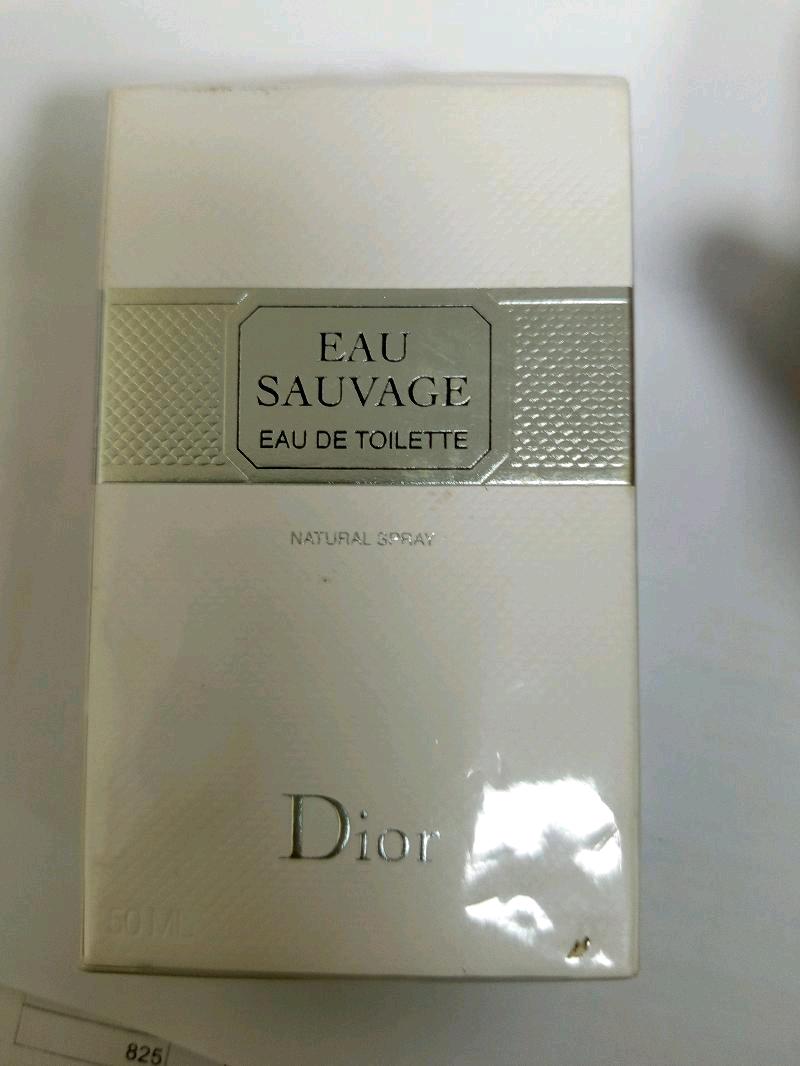 EAU
SAUVAGE
EAU DE TOILETTE
NATURAL SPRAY
Dior
50 ML
825